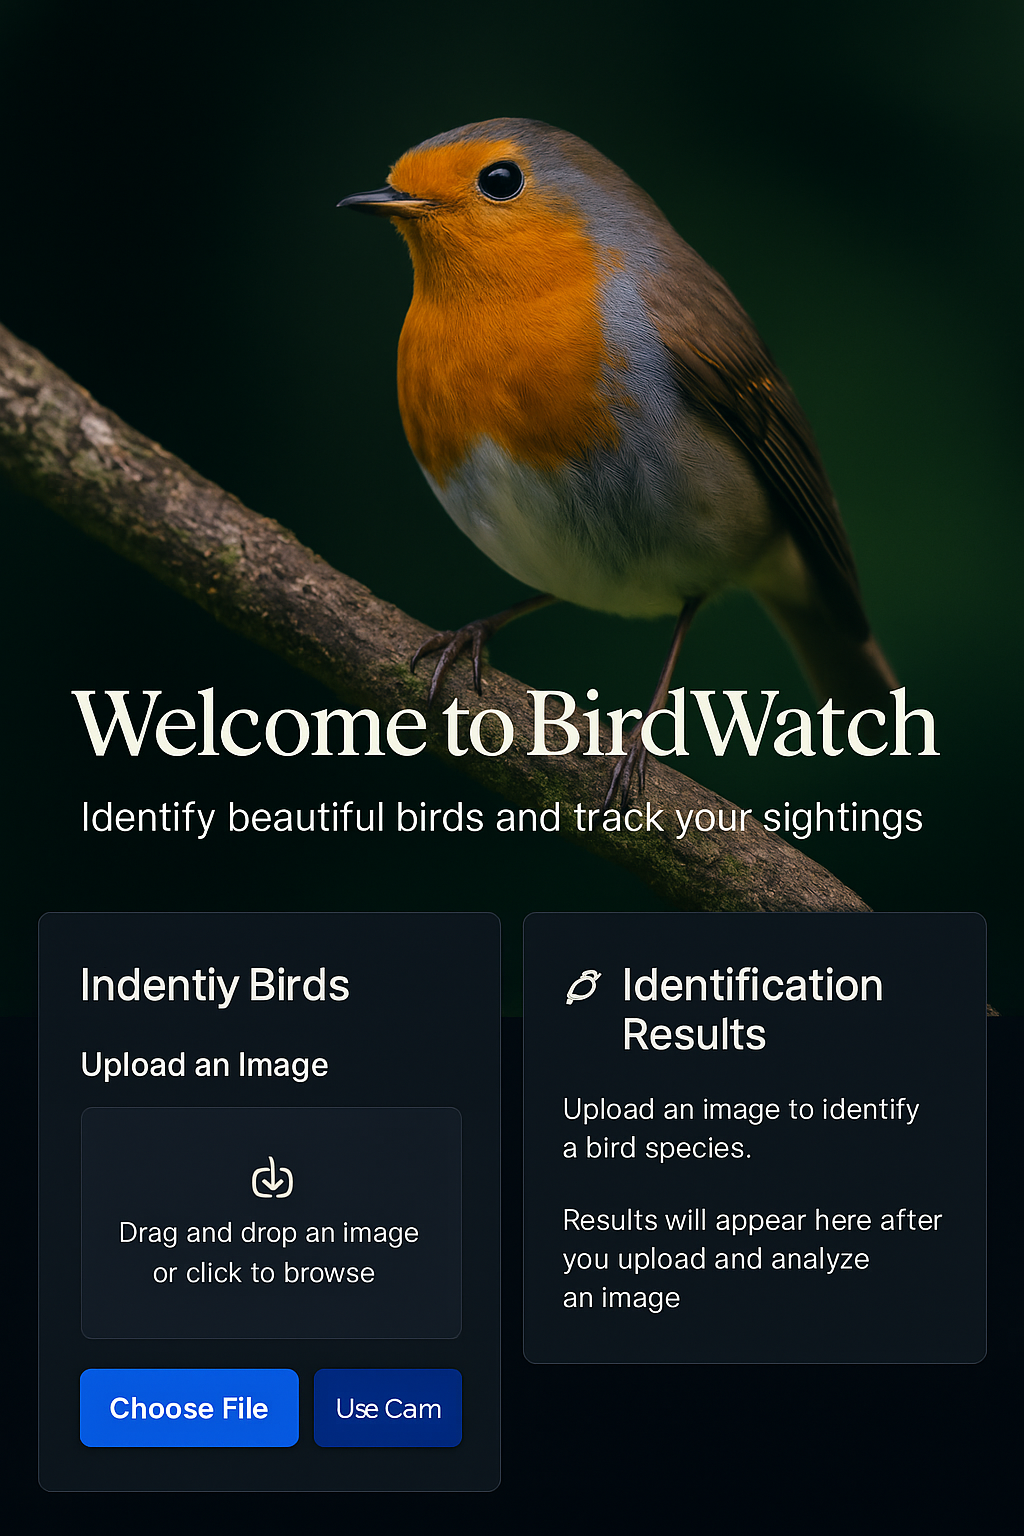 Welcome to BirdWatch
Identify beautiful birds and track your sightings
Indentiy Birds
Upload an Image
Drag and drop an image
or click to browse
Choose File
Use Cam
Identification
Results
Upload an image to identify
a bird species.
Results will appear here after
you upload and analyze
an image